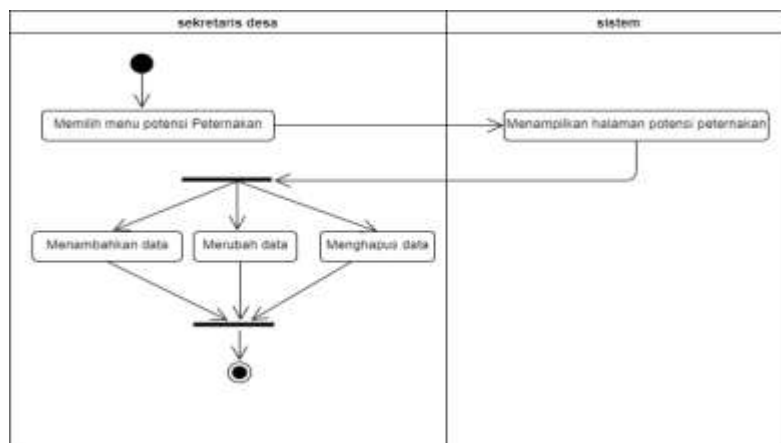 sekretaris desa
sistem
Memilih menu potensi Peternakan
Menampilkan halaman potensi peternakan
Menambahkan data
Merubah data
Menghapus data